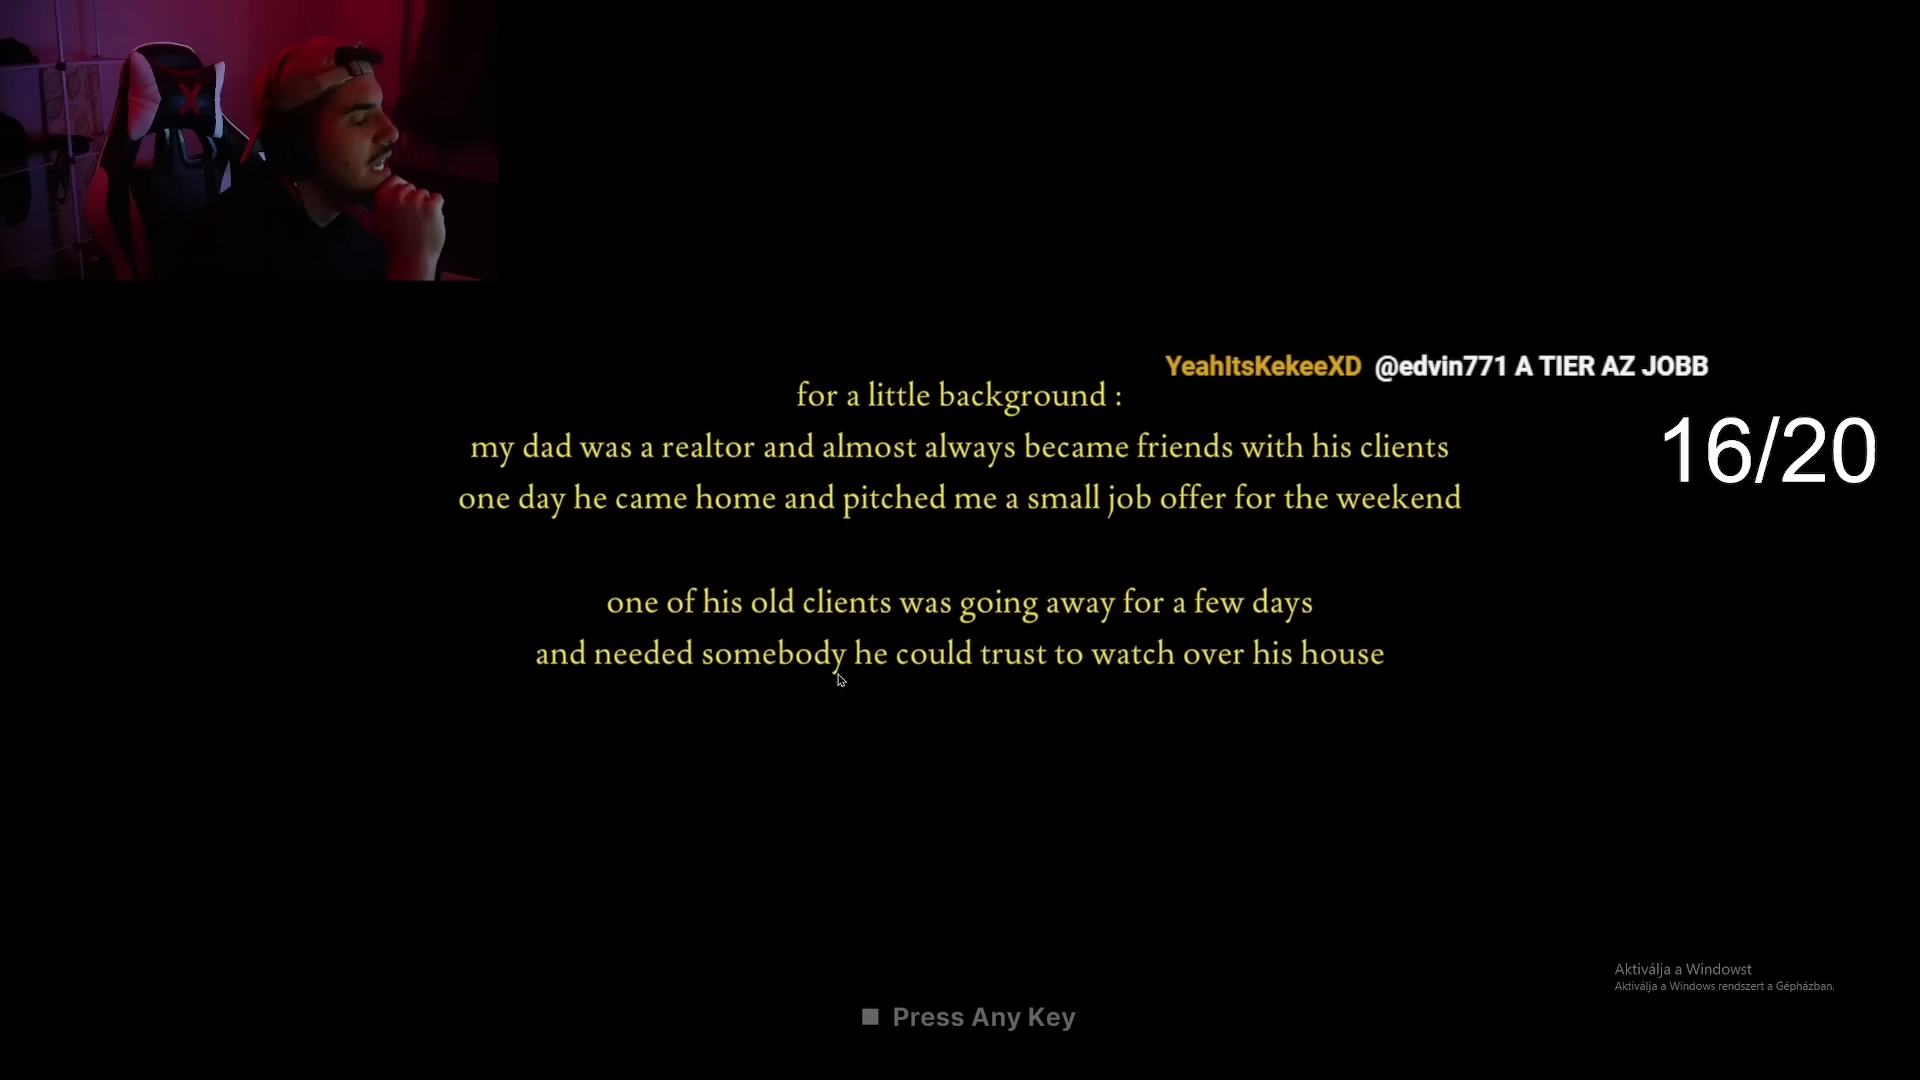 YeahItsKekeeXD @edvin771 A TIER AZ JOBB
for a little background :
my dad was a realtor and almost always became friends with his clients
16/20
one day he came home and pitched me a small job offer for the weekend
one of his old clients was going away for a few days
and needed somebody he could trust to watch over his house
Aktiválja a Windowst
Aktiválja a Windows rendszert a Gépházban.
Press Any Key